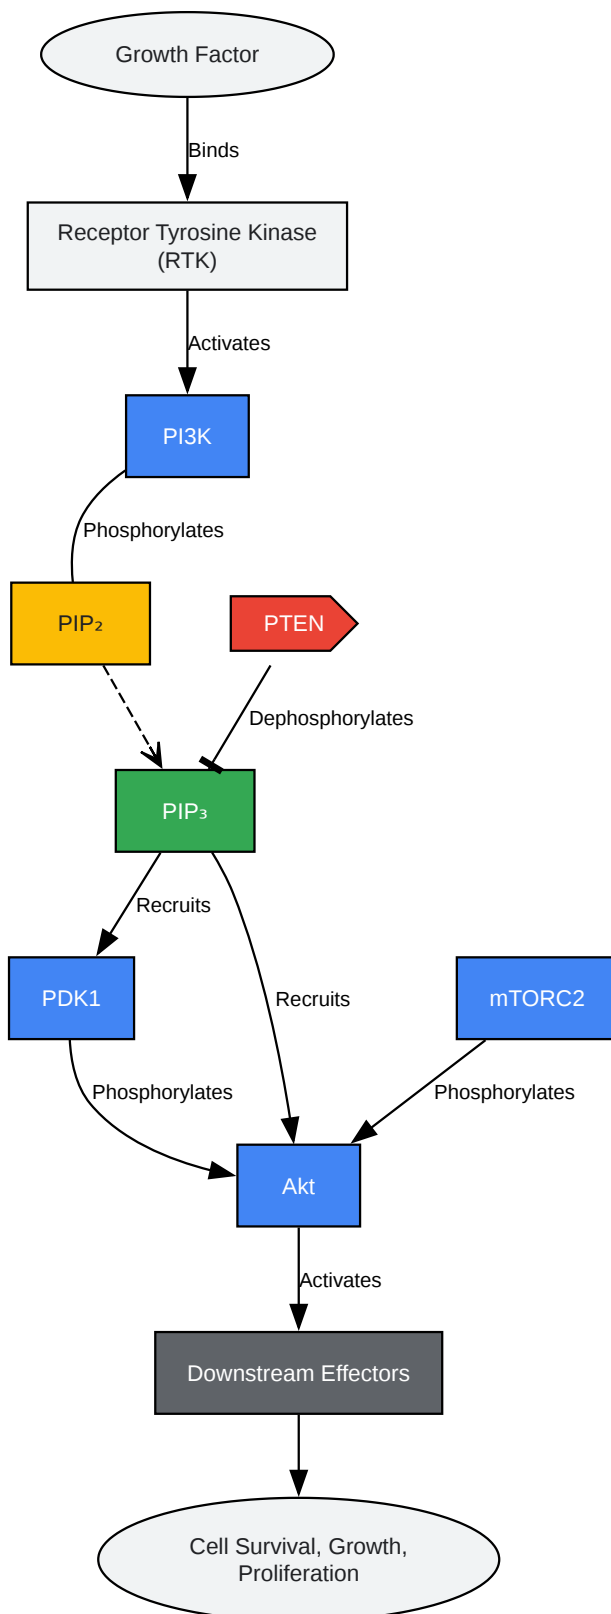 Growth Factor
Binds
Receptor Tyrosine Kinase
(RTK)
Activates
PI3K
Phosphorylates
PIP₂
PTEN
Dephosphorylates
PIP₃
Recruits
PDK1
Recruits
mTORC2
Phosphorylates
Phosphorylates
Akt
Activates
Downstream Effectors
Cell Survival, Growth,
Proliferation